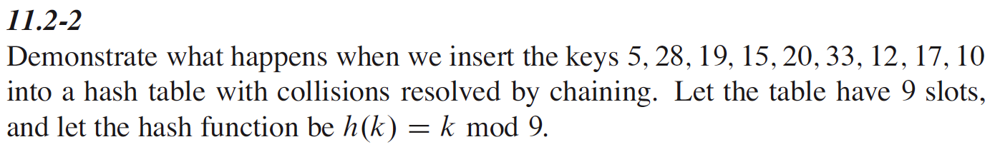 11.2-2
Demonstrate what happens when we insert the keys 5, 28, 19, 15, 20, 33, 12, 17, 10
into a hash table with collisions resolved by chaining. Let the table have 9 slots,
and let the hash function be h(k) = k mod 9.